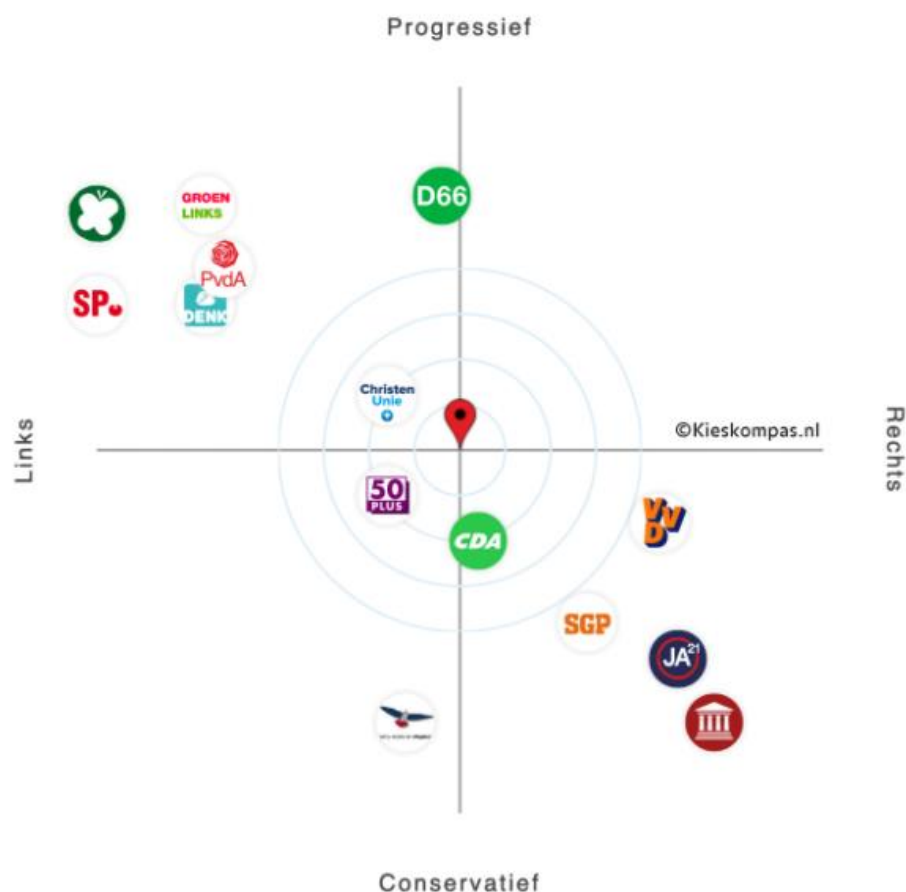 Progressief
D66
GROEN
LINKS
PvdA
SP
DENK
Christen
Unie
Links
©Kieskompas.nl
Rechts
50
PLUS
CDA
VVD
SGP
JA21
Conservatief